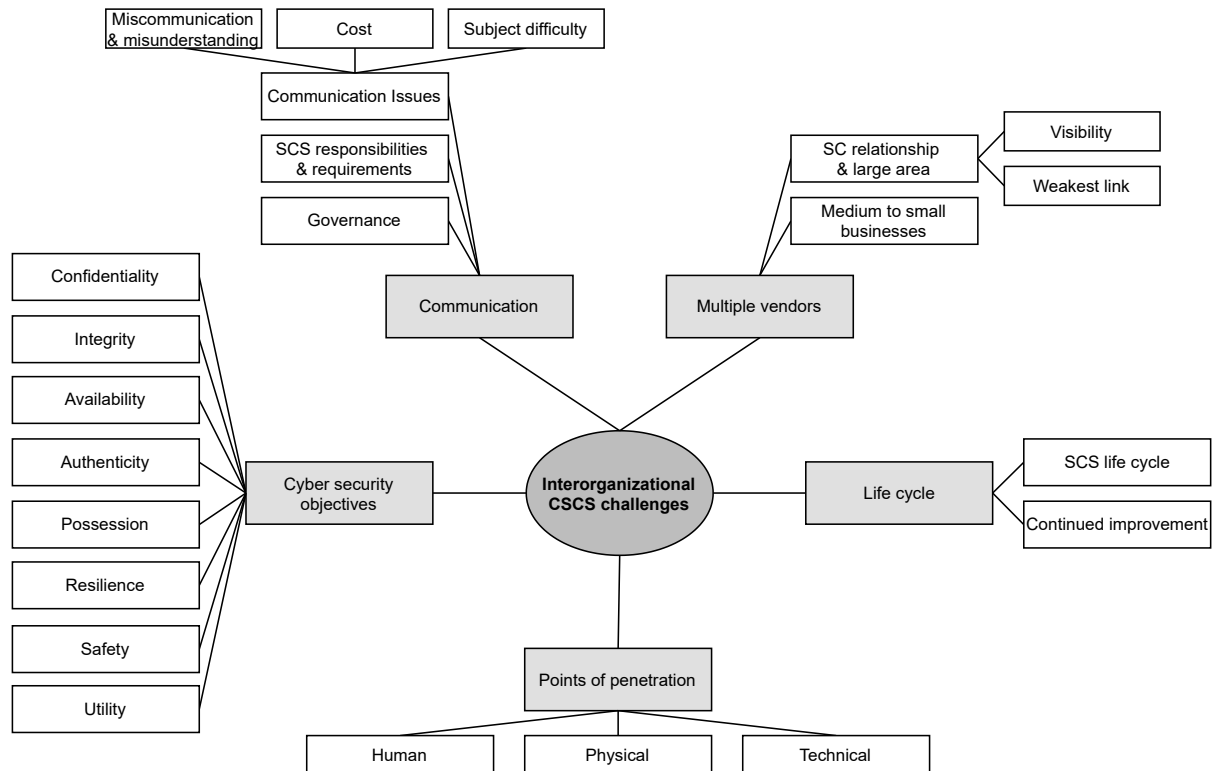 Miscommunication
& misunderstanding
Cost
Subject difficulty
Communication Issues
SCS responsibilities
& requirements
Governance
Communication
SC relationship
& large area
Visibility
Weakest link
Medium to small
businesses
Multiple vendors
Confidentiality
Integrity
Availability
Authenticity
Possession
Resilience
Safety
Utility
Cyber security
objectives
Interorganizational
CSCS challenges
Life cycle
SCS life cycle
Continued improvement
Points of penetration
Human
Physical
Technical